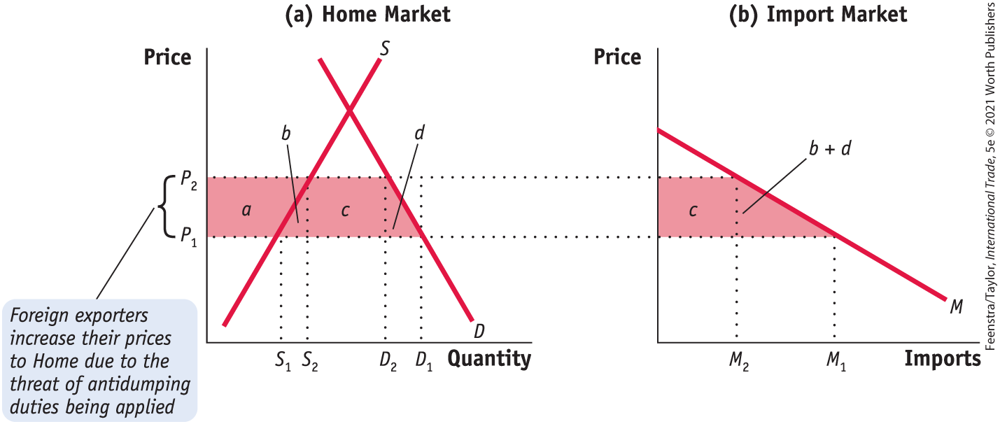 (a) Home Market
(b) Import Market
Price
S
b
d
P2
a
c
P1
D
S1 S2 D2 D1 Quantity
Price
b + d
c
M
M2 M1 Imports
Foreign exporters
increase their prices
to Home due to the
threat of antidumping
duties being applied
Feenstra/Taylor, International Trade, 5e © 2021 Worth Publishers